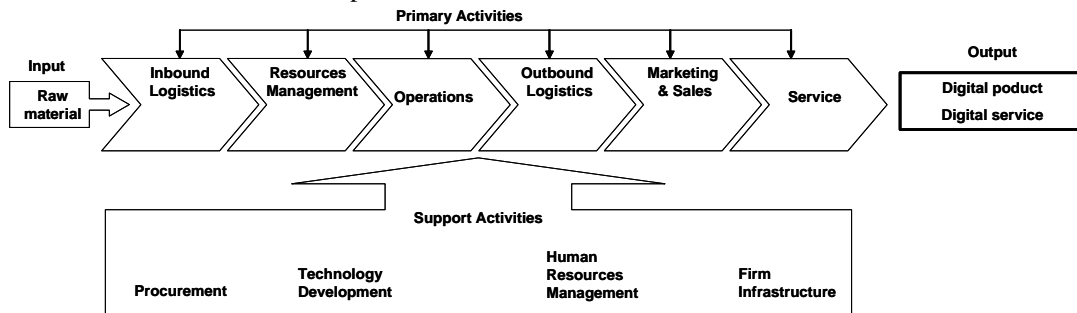 Primary Activities
Input
Raw
material
Inbound
Logistics
Resources
Management
Operations
Outbound
Logistics
Marketing
& Sales
Service
Output
Digital poduct
Digital service
Support Activities
Procurement
Technology
Development
Human
Resources
Management
Firm
Infrastructure